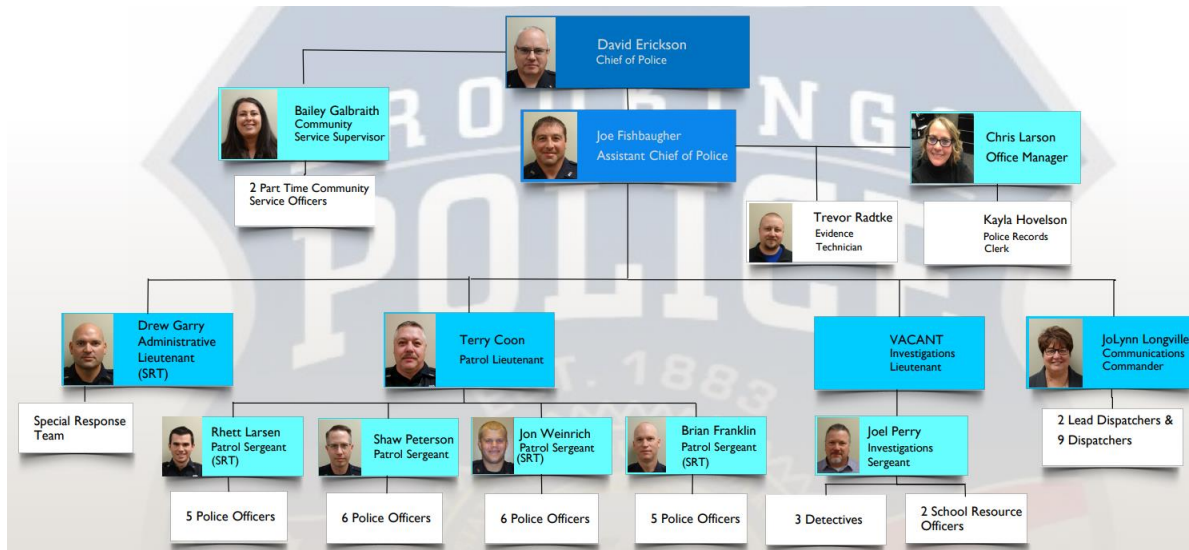 David Erickson
Chief of Police
Bailey Galbraith
Community
Service Supervisor
2 Part Time Community
Service Officers
BROOKINGS
POLICE
EST. 1883
Joe Fishbaugher
Assistant Chief of Police
Chris Larson
Office Manager
Trevor Radtke
Evidence
Technician
Kayla Hovelson
Police Records
Clerk
Drew Garry
Administrative
Lieutenant
(SRT)
Terry Coon
Patrol Lieutenant
VACANT
Investigations
Lieutenant
JoLynn Longville
Communications
Commander
Special Response
Team
Rhett Larsen
Patrol Sergeant
(SRT)
Shaw Peterson
Patrol Sergeant
Jon Weinrich
Patrol Sergeant
(SRT)
Brian Franklin
Patrol Sergeant
(SRT)
Joel Perry
Investigations
Sergeant
2 Lead Dispatchers &
9 Dispatchers
5 Police Officers
6 Police Officers
6 Police Officers
5 Police Officers
3 Detectives
2 School Resource
Officers